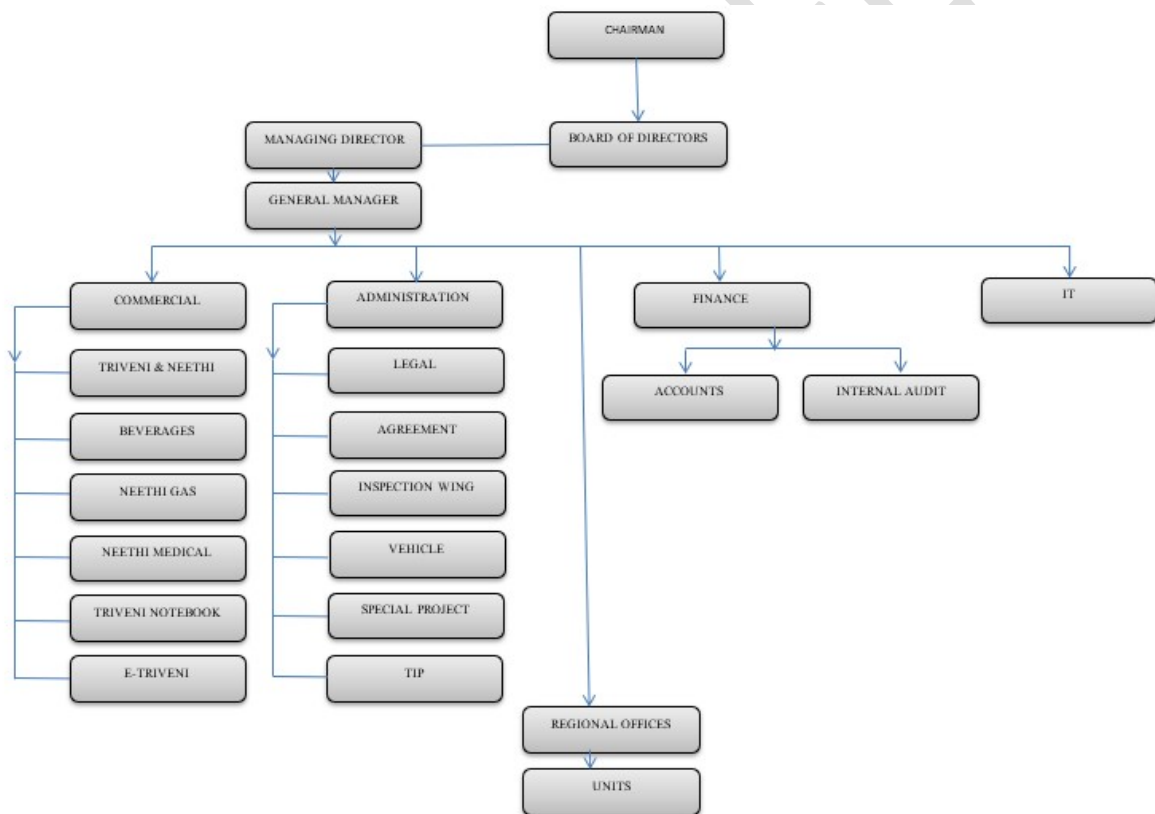 CHAIRMAN
MANAGING DIRECTOR
BOARD OF DIRECTORS
GENERAL MANAGER
COMMERCIAL
ADMINISTRATION
FINANCE
IT
TRIVENI & NEETHI
BEVERAGES
NEETHI GAS
NEETHI MEDICAL
TRIVENI NOTEBOOK
E-TRIVENI
LEGAL
AGREEMENT
INSPECTION WING
VEHICLE
SPECIAL PROJECT
TIP
ACCOUNTS
INTERNAL AUDIT
REGIONAL OFFICES
UNITS